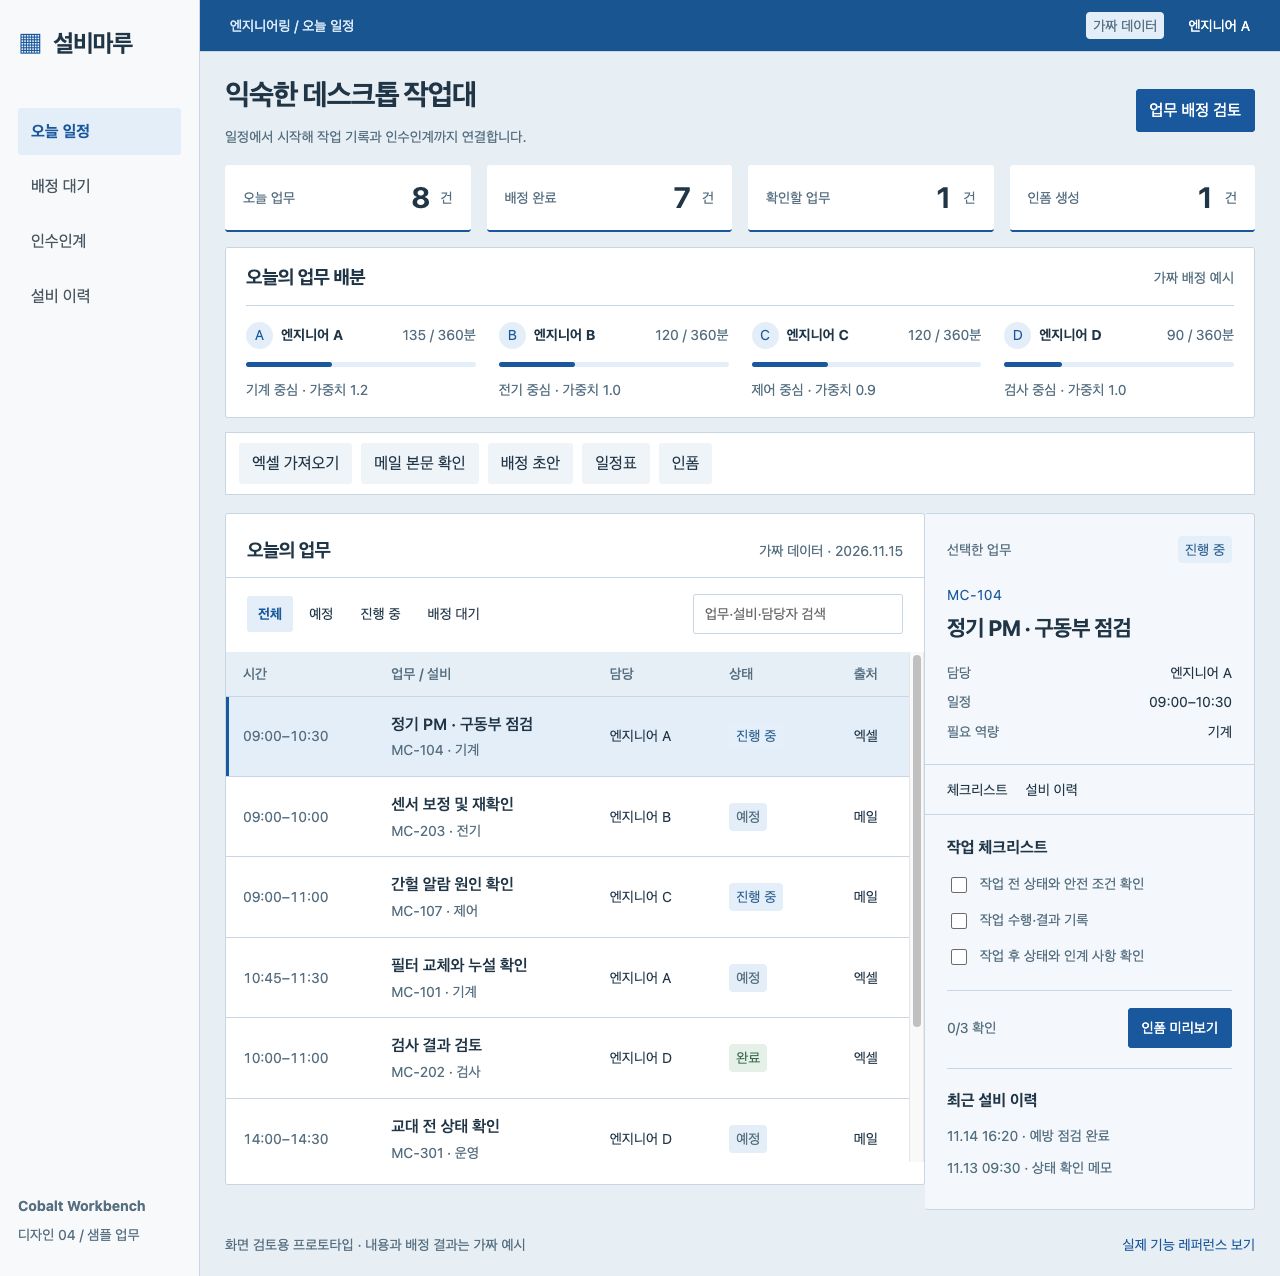 설비마루
오늘 일정
배정 대기
인수인계
설비 이력
Cobalt Workbench
디자인 04 / 샘플 업무
엔지니어링 / 오늘 일정
가짜 데이터
엔지니어 A
익숙한 데스크톱 작업대
일정에서 시작해 작업 기록과 인수인계까지 연결합니다.
업무 배정 검토
오늘 업무 8 건
배정 완료 7 건
확인할 업무 1 건
인폼 생성 1 건
오늘의 업무 배분
가짜 배정 예시
A 엔지니어 A 135 / 360분
기계 중심 · 가중치 1.2
B 엔지니어 B 120 / 360분
전기 중심 · 가중치 1.0
C 엔지니어 C 120 / 360분
제어 중심 · 가중치 0.9
D 엔지니어 D 90 / 360분
검사 중심 · 가중치 1.0
엑셀 가져오기 메일 본문 확인 배정 초안 일정표 인폼
오늘의 업무
가짜 데이터 · 2026.11.15
전체 예정 진행 중 배정 대기
업무·설비·담당자 검색
시간 업무 / 설비 담당 상태 출처
09:00–10:30 정기 PM · 구동부 점검 엔지니어 A 진행 중 엑셀
MC-104 · 기계
09:00–10:00 센서 보정 및 재확인 엔지니어 B 예정 메일
MC-203 · 전기
09:00–11:00 간헐 알람 원인 확인 엔지니어 C 진행 중 메일
MC-107 · 제어
10:45–11:30 필터 교체와 누설 확인 엔지니어 A 예정 엑셀
MC-101 · 기계
10:00–11:00 검사 결과 검토 엔지니어 D 완료 엑셀
MC-202 · 검사
14:00–14:30 교대 전 상태 확인 엔지니어 D 예정 메일
MC-301 · 운영
선택한 업무 진행 중
MC-104
정기 PM · 구동부 점검
담당 엔지니어 A
일정 09:00–10:30
필요 역량 기계
체크리스트 설비 이력
작업 체크리스트
작업 전 상태와 안전 조건 확인
작업 수행·결과 기록
작업 후 상태와 인계 사항 확인
0/3 확인
인폼 미리보기
최근 설비 이력
11.14 16:20 · 예방 점검 완료
11.13 09:30 · 상태 확인 메모
화면 검토용 프로토타입 · 내용과 배정 결과는 가짜 예시
실제 기능 레퍼런스 보기